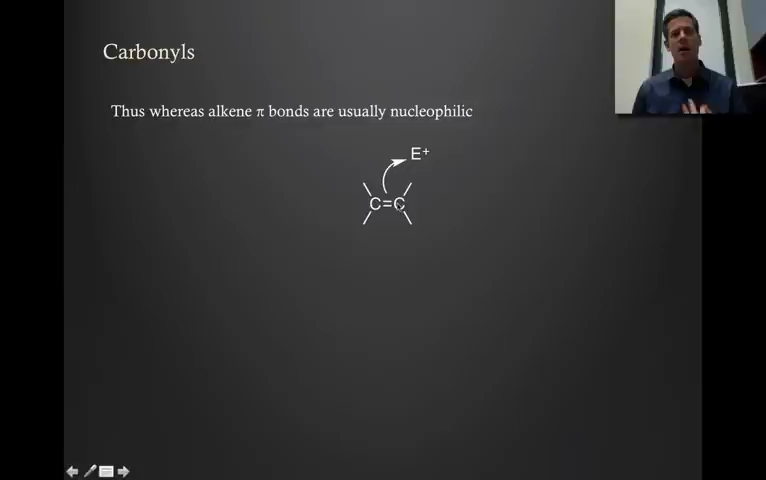 Carbonyls
Thus whereas alkene π bonds are usually nucleophilic
E⁺
C=C